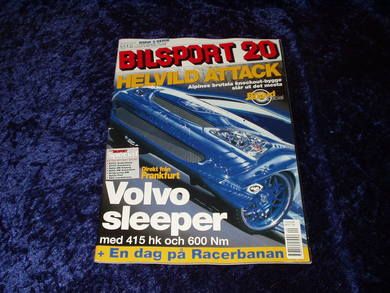 BILSPORT 20
HELVILD ATTACK
Alpines brutala knockout-bygge
slår ut det mesta
Direkt från
Frankfurt
Volvo
sleeper
med 415 hk och 600 Nm
+ En dag på Racerbanan